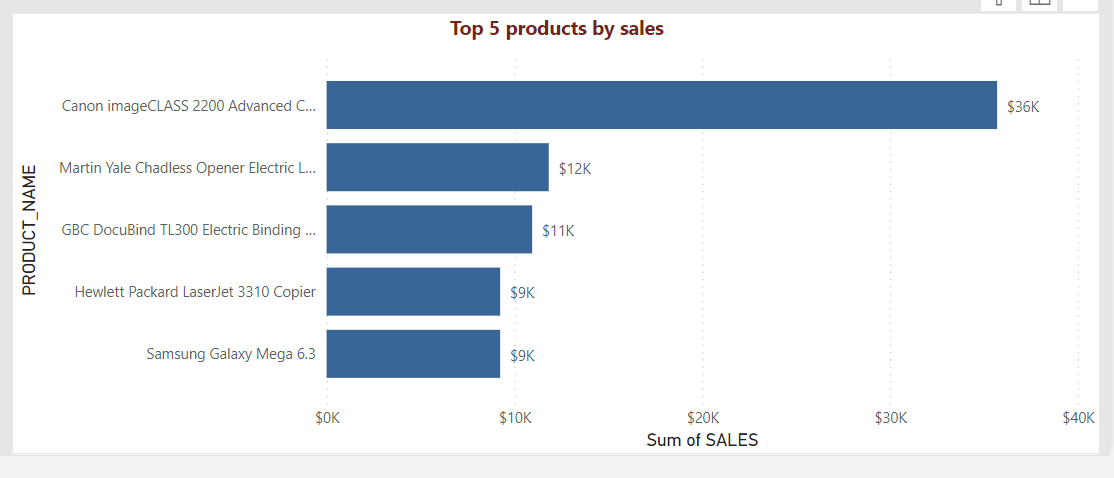 Top 5 products by sales
PRODUCT_NAME
Canon imageCLASS 2200 Advanced C... $36K
Martin Yale Chadless Opener Electric L... $12K
GBC DocuBind TL300 Electric Binding ... $11K
Hewlett Packard LaserJet 3310 Copier $9K
Samsung Galaxy Mega 6.3 $9K
$0K $10K $20K $30K $40K
Sum of SALES